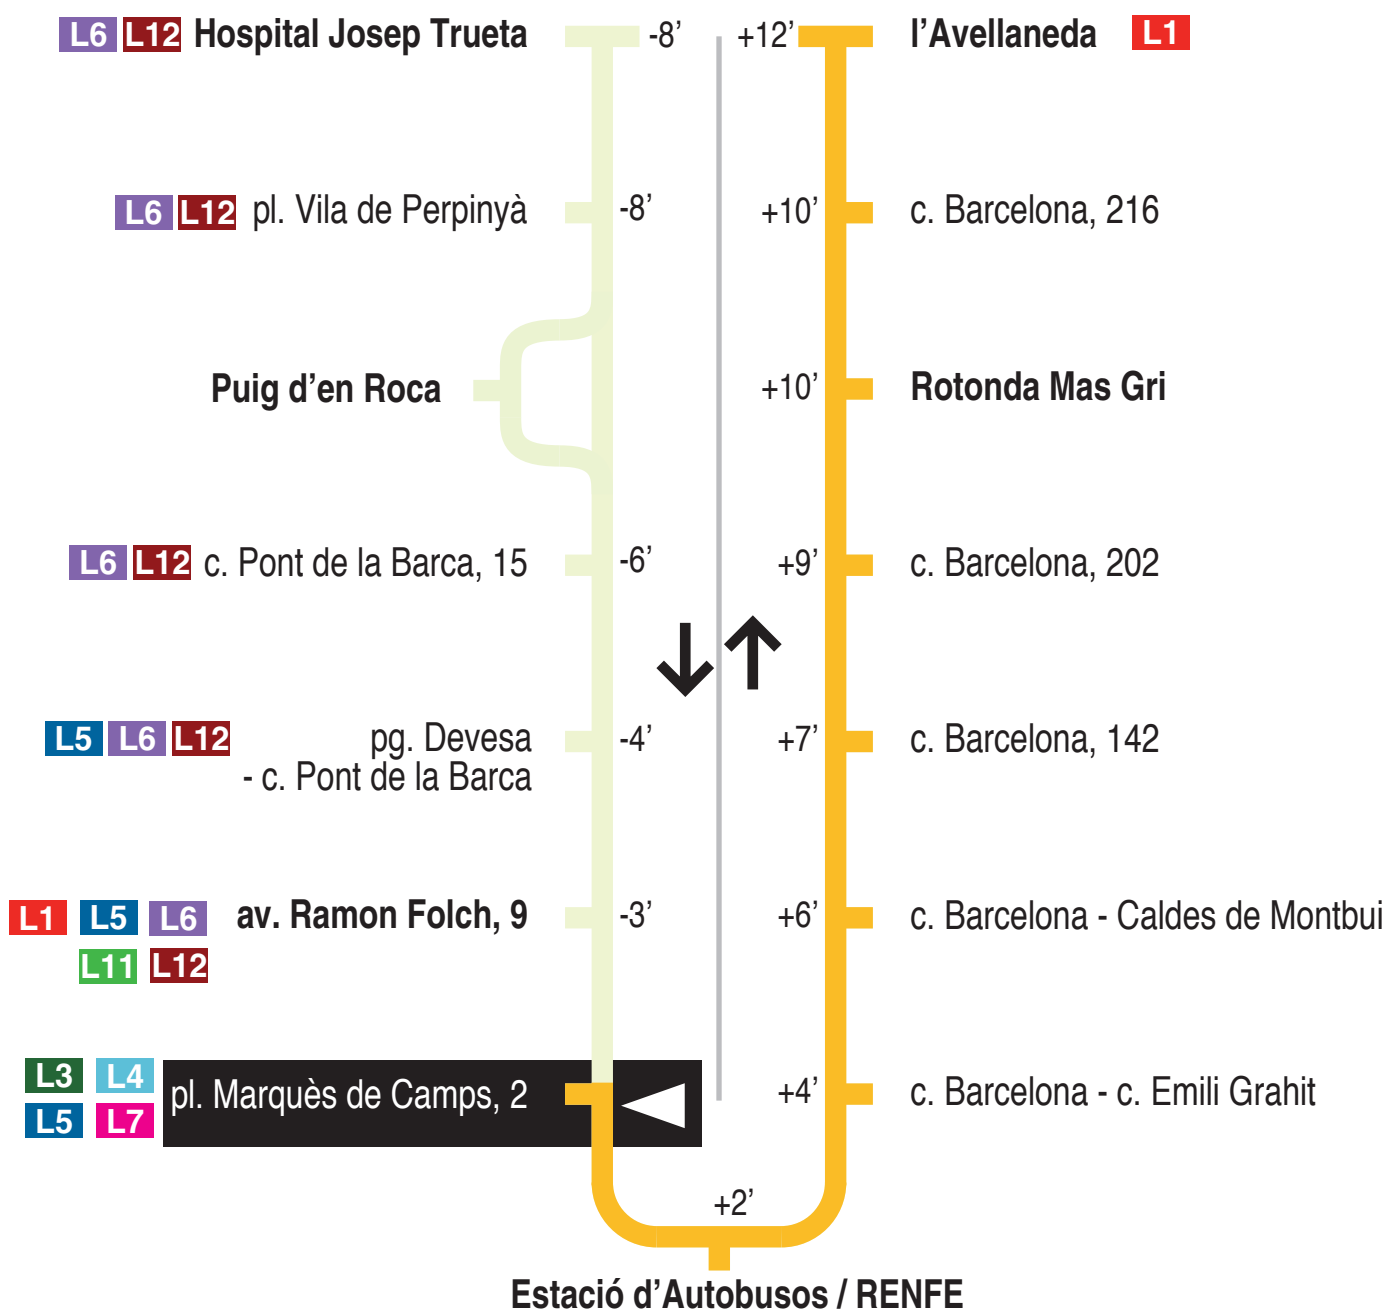 L6 L12 Hospital Josep Trueta -8’ +12’ l’Avellaneda L1
L6 L12 pl. Vila de Perpinyà -8’ +10’ c. Barcelona, 216
Puig d’en Roca +10’ Rotonda Mas Gri
L6 L12 c. Pont de la Barca, 15 -6’ +9’ c. Barcelona, 202
L5 L6 L12 pg. Devesa -4’ +7’ c. Barcelona, 142
- c. Pont de la Barca
L1 L5 L6 av. Ramon Folch, 9 -3’ +6’ c. Barcelona - Caldes de Montbui
L11 L12
L3 L4 pl. Marquès de Camps, 2 +4’ c. Barcelona - c. Emili Grahit
L5 L7
+2’
Estació d’Autobusos / RENFE